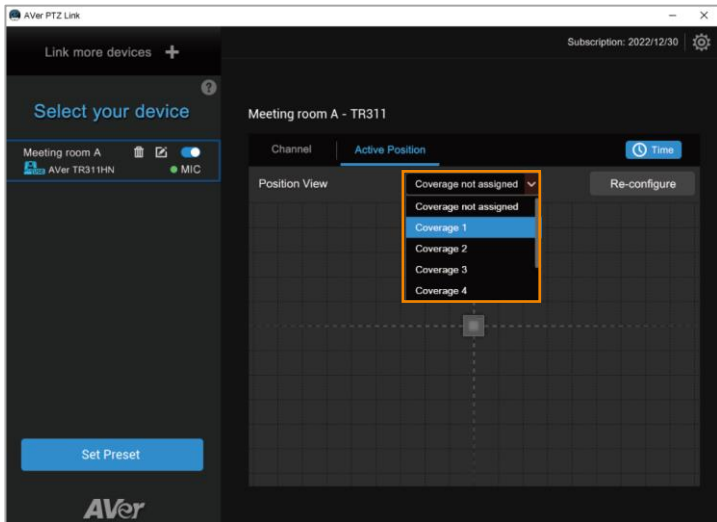 AVer PTZ Link
Link more devices +
Subscription: 2022/12/30
?
Select your device
Meeting room A - TR311
Meeting room A
AVer TR311HN
MIC
Channel
Active Position
Time
Position View
Coverage not assigned
Re-configure
Coverage not assigned
Coverage 1
Coverage 2
Coverage 3
Coverage 4
Set Preset
AVer